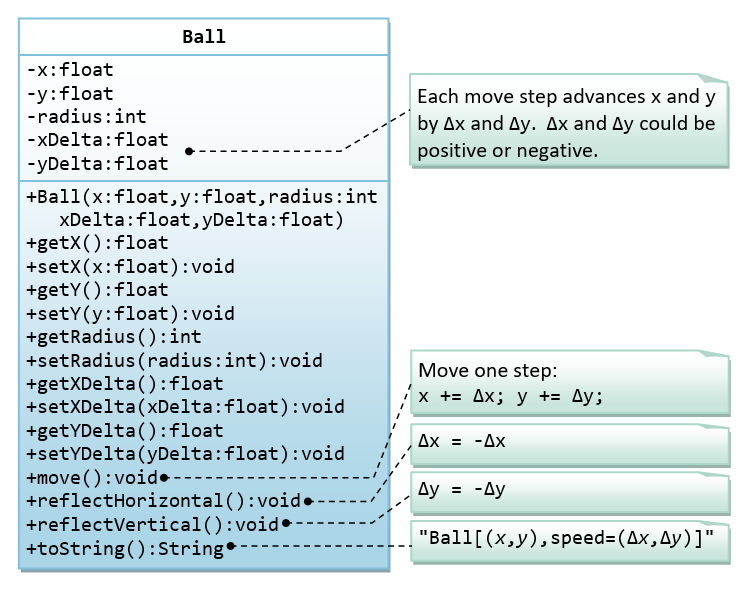 Ball
-x:float
-y:float
-radius:int
-xDelta:float
-yDelta:float
Each move step advances x and y
by Δx and Δy. Δx and Δy could be
positive or negative.
+Ball(x:float,y:float,radius:int
xDelta:float,yDelta:float)
+getX():float
+setX(x:float):void
+getY():float
+setY(y:float):void
+getRadius():int
+setRadius(radius:int):void
+getXDelta():float
+setXDelta(xDelta:float):void
+getYDelta():float
+setYDelta(yDelta:float):void
+move():void
+reflectHorizontal():void
+reflectVertical():void
+toString():String
Move one step:
x += Δx; y += Δy;
Δx = -Δx
Δy = -Δy
"Ball[(x,y),speed=(Δx,Δy)]"